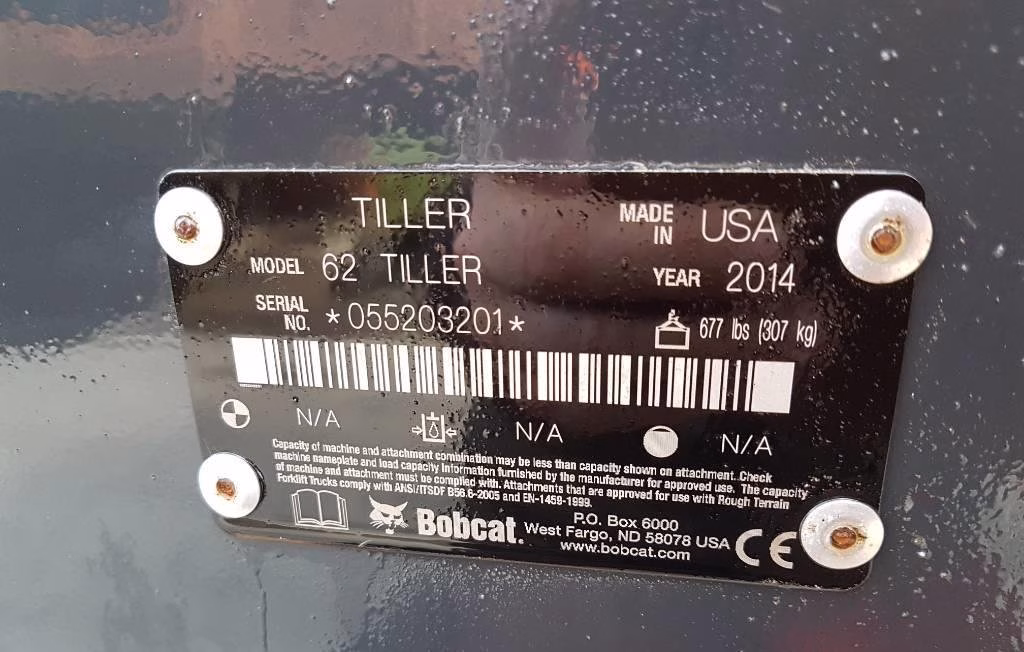 TILLER
MADE IN USA
MODEL 62 TILLER
YEAR 2014
SERIAL NO. *055203201*
677 lbs (307 kg)
N/A N/A N/A
Capacity of machine and attachment combination may be less than capacity shown on attachment. Check
machine nameplate and load capacity information furnished by the manufacturer for approved use. The capacity
of machine and attachment must be complied with. Attachments that are approved for use with Rough Terrain
Forklift Trucks comply with ANSI/ITSDF B56.6-2005 and EN-1459-1999.
Bobcat.
P.O. Box 6000
West Fargo, ND 58078 USA
www.bobcat.com
CE